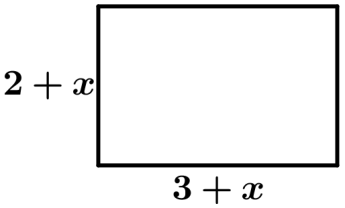 2 + x
3 + x